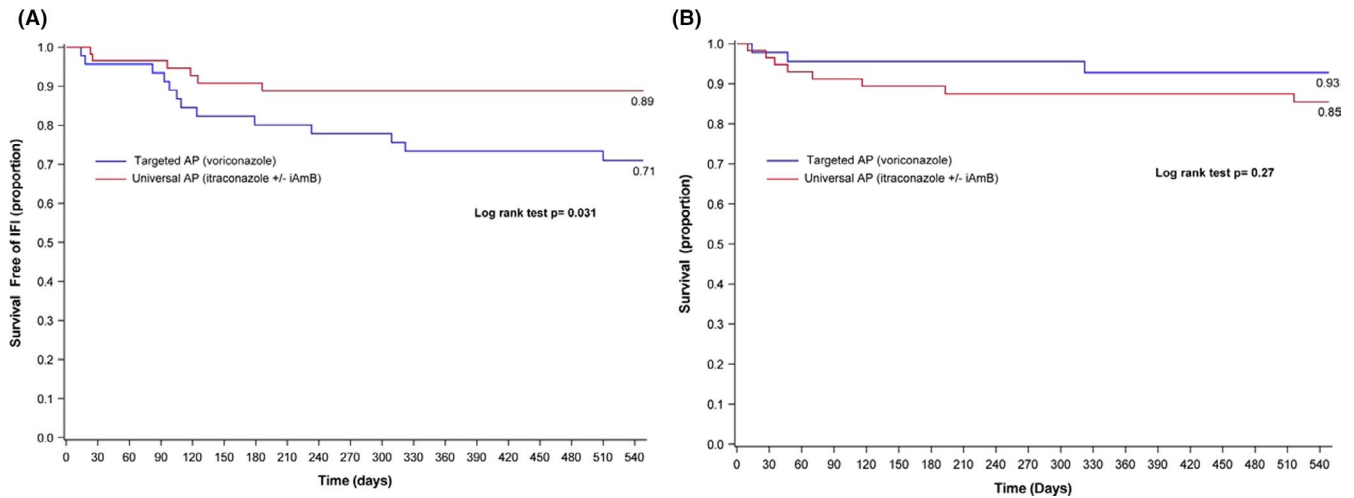 (A)
Survival Free of IFI (proportion)
1.0
0.9
0.8
0.7
0.6
0.5
0.4
0.3
0.2
0.1
0.0
0.89
0.71
Targeted AP (voriconazole)
Universal AP (itraconazole +/- iAmB)
Log rank test p= 0.031
0 30 60 90 120 150 180 210 240 270 300 330 360 390 420 450 480 510 540
Time (days)
(B)
Survival (proportion)
1.0
0.9
0.8
0.7
0.6
0.5
0.4
0.3
0.2
0.1
0.0
0.93
0.85
Targeted AP (voriconazole)
Universal AP (itraconazole +/- iAmB)
Log rank test p= 0.27
0 30 60 90 120 150 180 210 240 270 300 330 360 390 420 450 480 510 540
Time (Days)